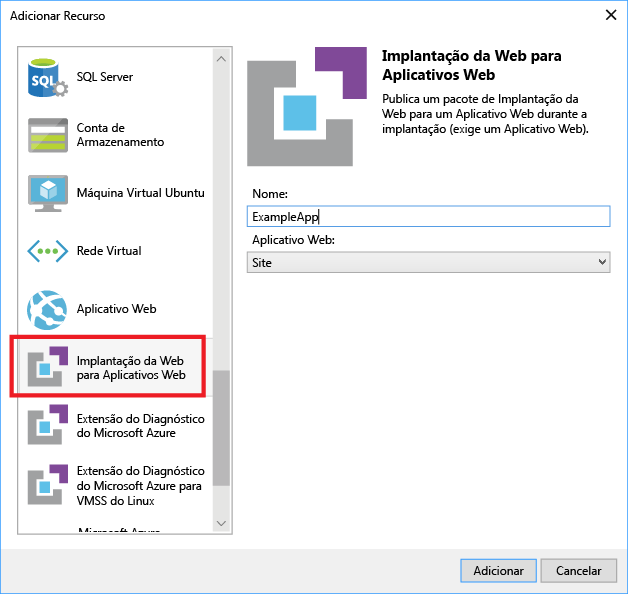 Adicionar Recurso
SQL
SQL Server
Conta de
Armazenamento
Máquina Virtual Ubuntu
Rede Virtual
Aplicativo Web
Implantação da Web
para Aplicativos Web
Extensão do Diagnóstico
do Microsoft Azure
Extensão do Diagnóstico
do Microsoft Azure para
VMSS do Linux
Microsoft Azure
Implantação da Web para
Aplicativos Web
Publica um pacote de Implantação da
Web para um Aplicativo Web durante a
implantação (exige um Aplicativo Web).
Nome:
ExampleApp
Aplicativo Web:
Site
Adicionar
Cancelar